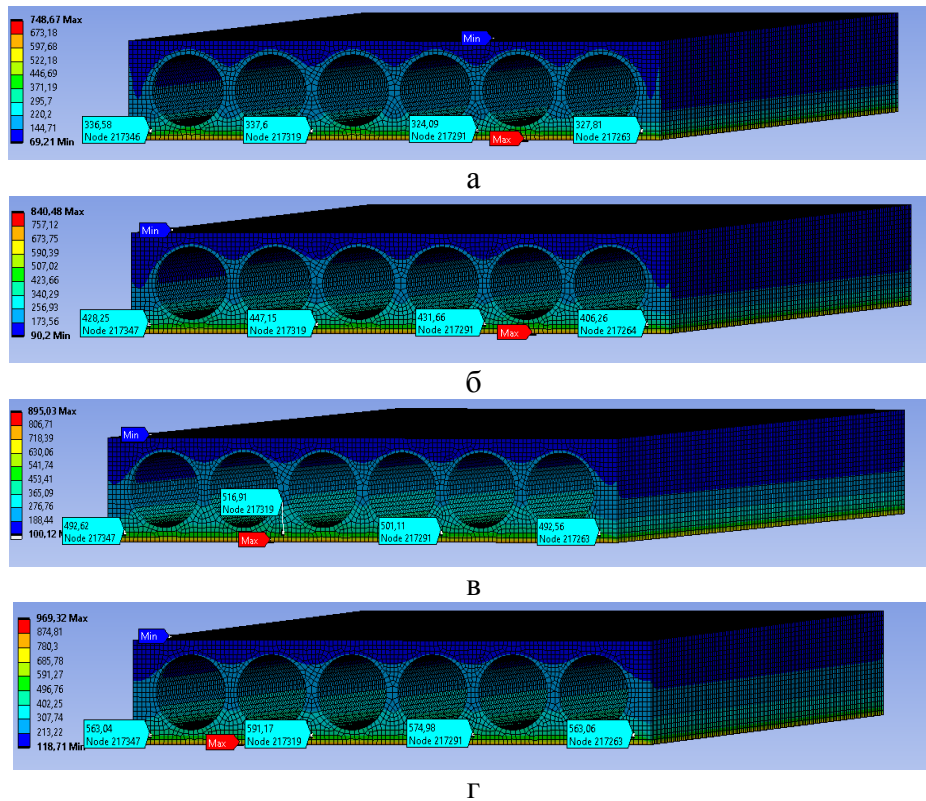 748,67 Max
673,18
597,68
522,18
446,69
371,19
295,7
220,2
144,71
69,21 Min
Min
336,58
Node 217346
337,6
Node 217319
324,09
Node 217291
327,81
Node 217263
Max
а
840,48 Max
757,12
673,75
590,39
507,02
423,66
340,29
256,93
173,56
90,2 Min
Min
428,25
Node 217347
447,15
Node 217319
431,66
Node 217291
406,26
Node 217264
Max
б
895,03 Max
806,71
718,39
630,06
541,74
453,41
365,09
276,76
188,44
100,12 M
Min
516,91
Node 217319
492,62
Node 217347
501,11
Node 217291
492,56
Node 217263
Max
в
969,32 Max
874,81
780,3
685,78
591,27
496,76
402,25
307,74
213,22
118,71 Min
Min
563,04
Node 217347
591,17
Node 217319
574,98
Node 217291
563,06
Node 217263
Max
г